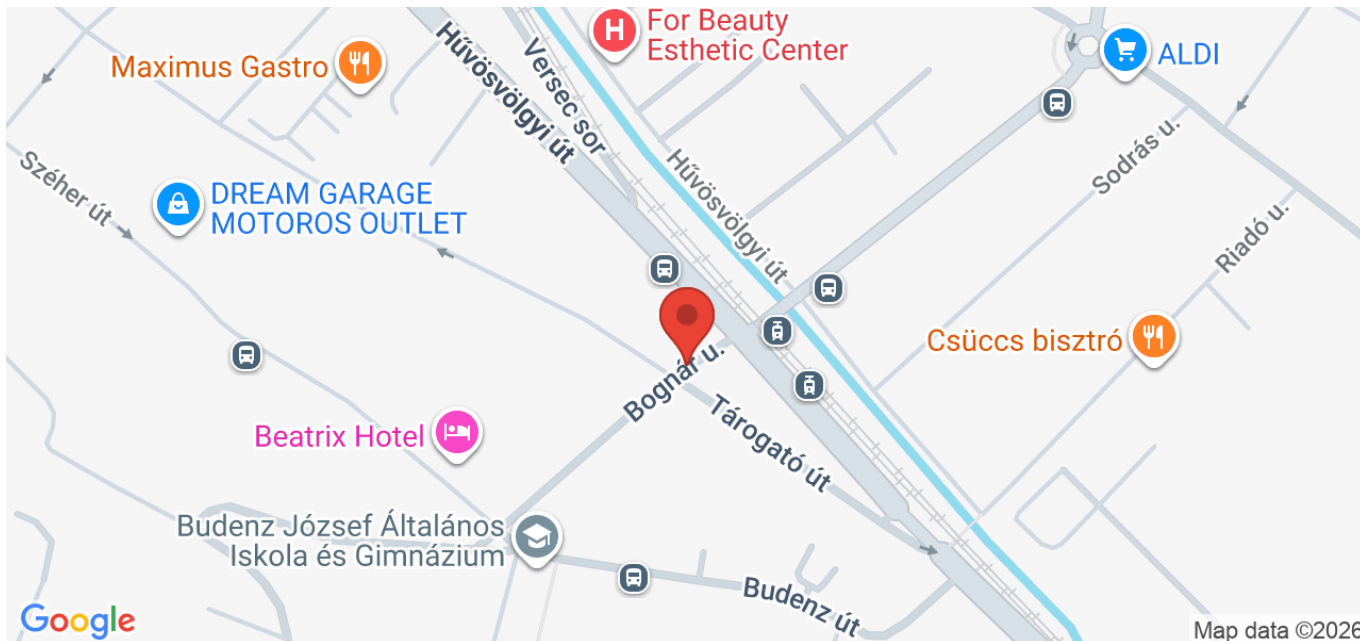 For Beauty
Esthetic Center
Maximus Gastro
Hűvösvölgyi út
Versec sor
ALDI
Hűvösvölgyi út
Sodrás u.
Széher út
DREAM GARAGE
MOTOROS OUTLET
Riadó u.
Csüccs bisztró
Bognár u.
Tárogató út
Beatrix Hotel
Budenz József Általános
Iskola és Gimnázium
Budenz út
Google
Map data ©2026